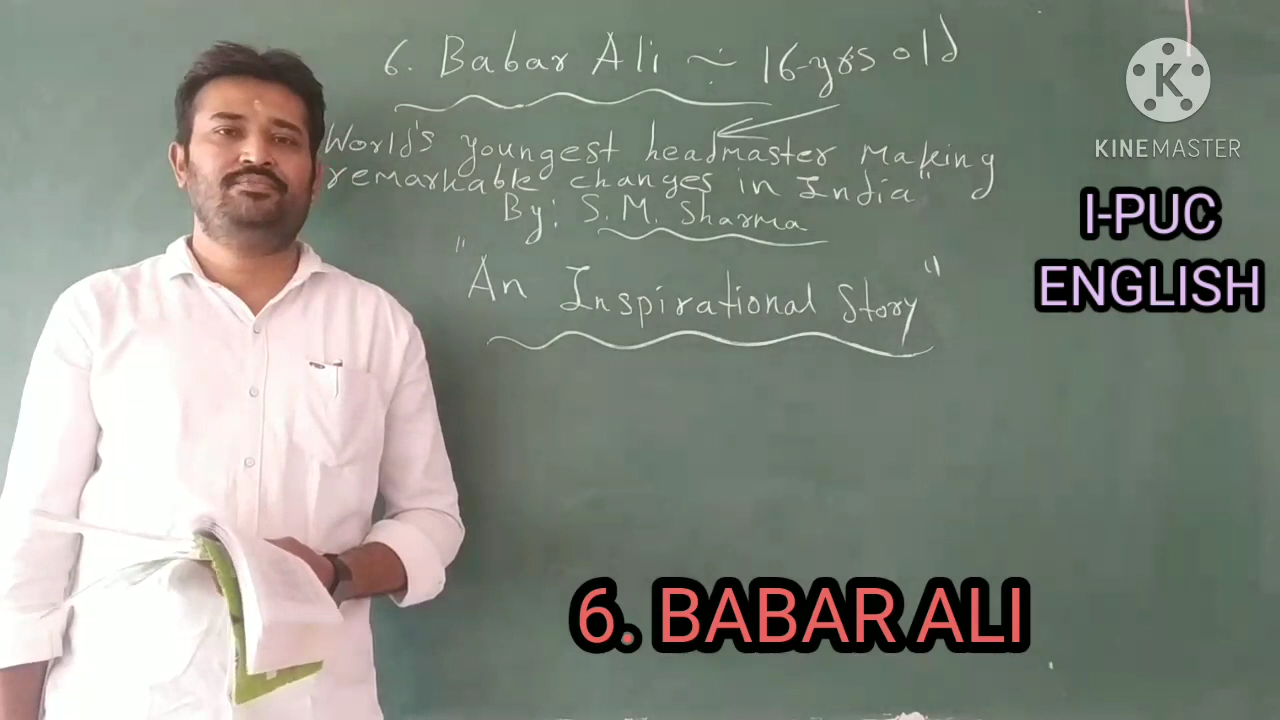 6. Babar Ali ~ 16-yrs old
World's youngest headmaster making
remarkable changes in India"
By: S. M. Sharma
"An Inspirational Story"
K
KINEMASTER
I-PUC
ENGLISH
6. BABAR ALI